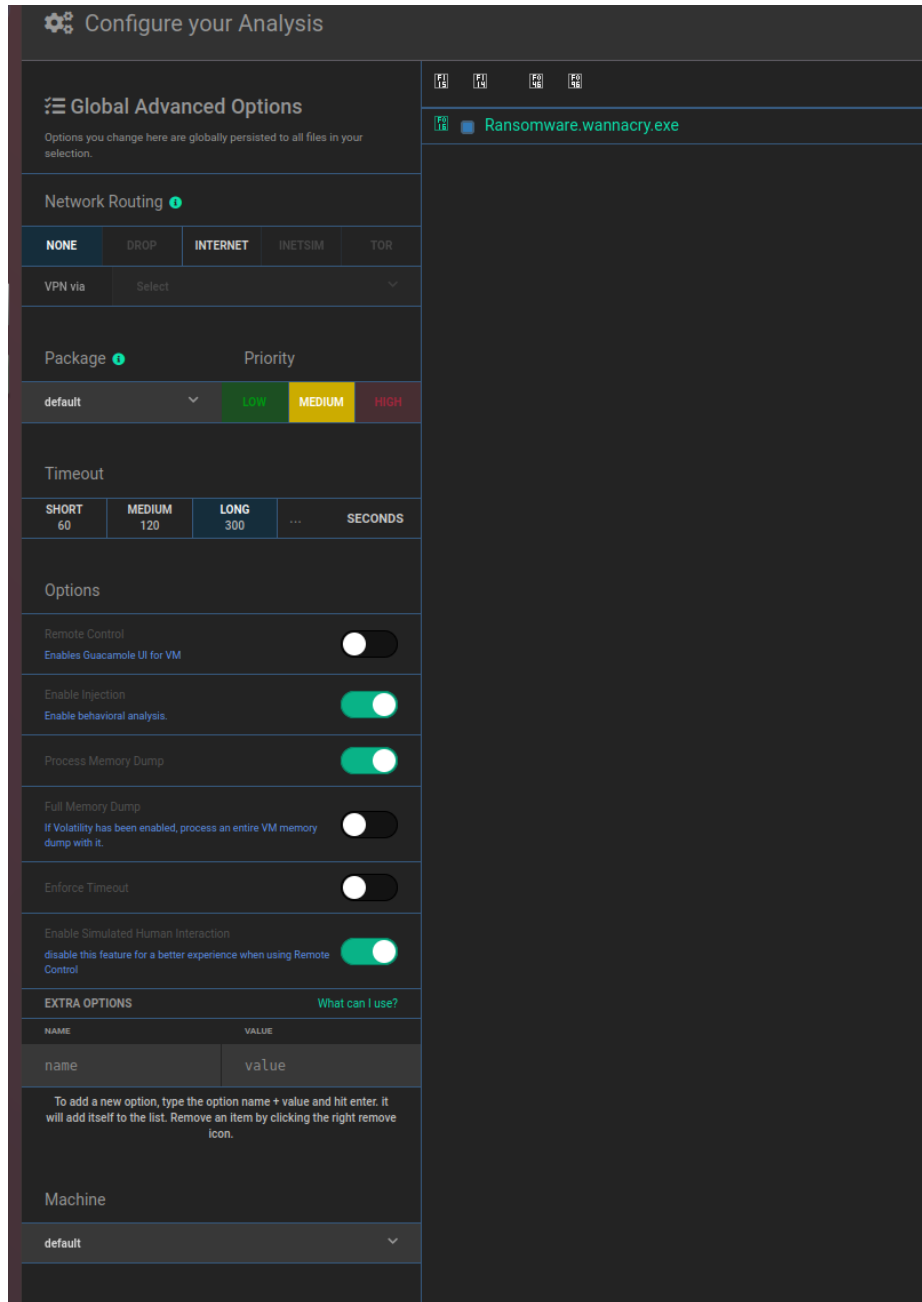 Configure your Analysis
Global Advanced Options
Options you change here are globally persisted to all files in your
selection.
Network Routing
NONE DROP INTERNET INETSIM TOR
VPN via Select
Package Priority
default LOW MEDIUM HIGH
Timeout
SHORT MEDIUM LONG
60 120 300 ... SECONDS
Options
Remote Control
Enables Guacamole UI for VM
Enable Injection
Enable behavioral analysis.
Process Memory Dump
Full Memory Dump
If Volatility has been enabled, process an entire VM memory
dump with it.
Enforce Timeout
Enable Simulated Human Interaction
disable this feature for a better experience when using Remote
Control
EXTRA OPTIONS What can I use?
NAME VALUE
name value
To add a new option, type the option name + value and hit enter. it
will add itself to the list. Remove an item by clicking the right remove
icon.
Machine
default
Ransomware.wannacry.exe